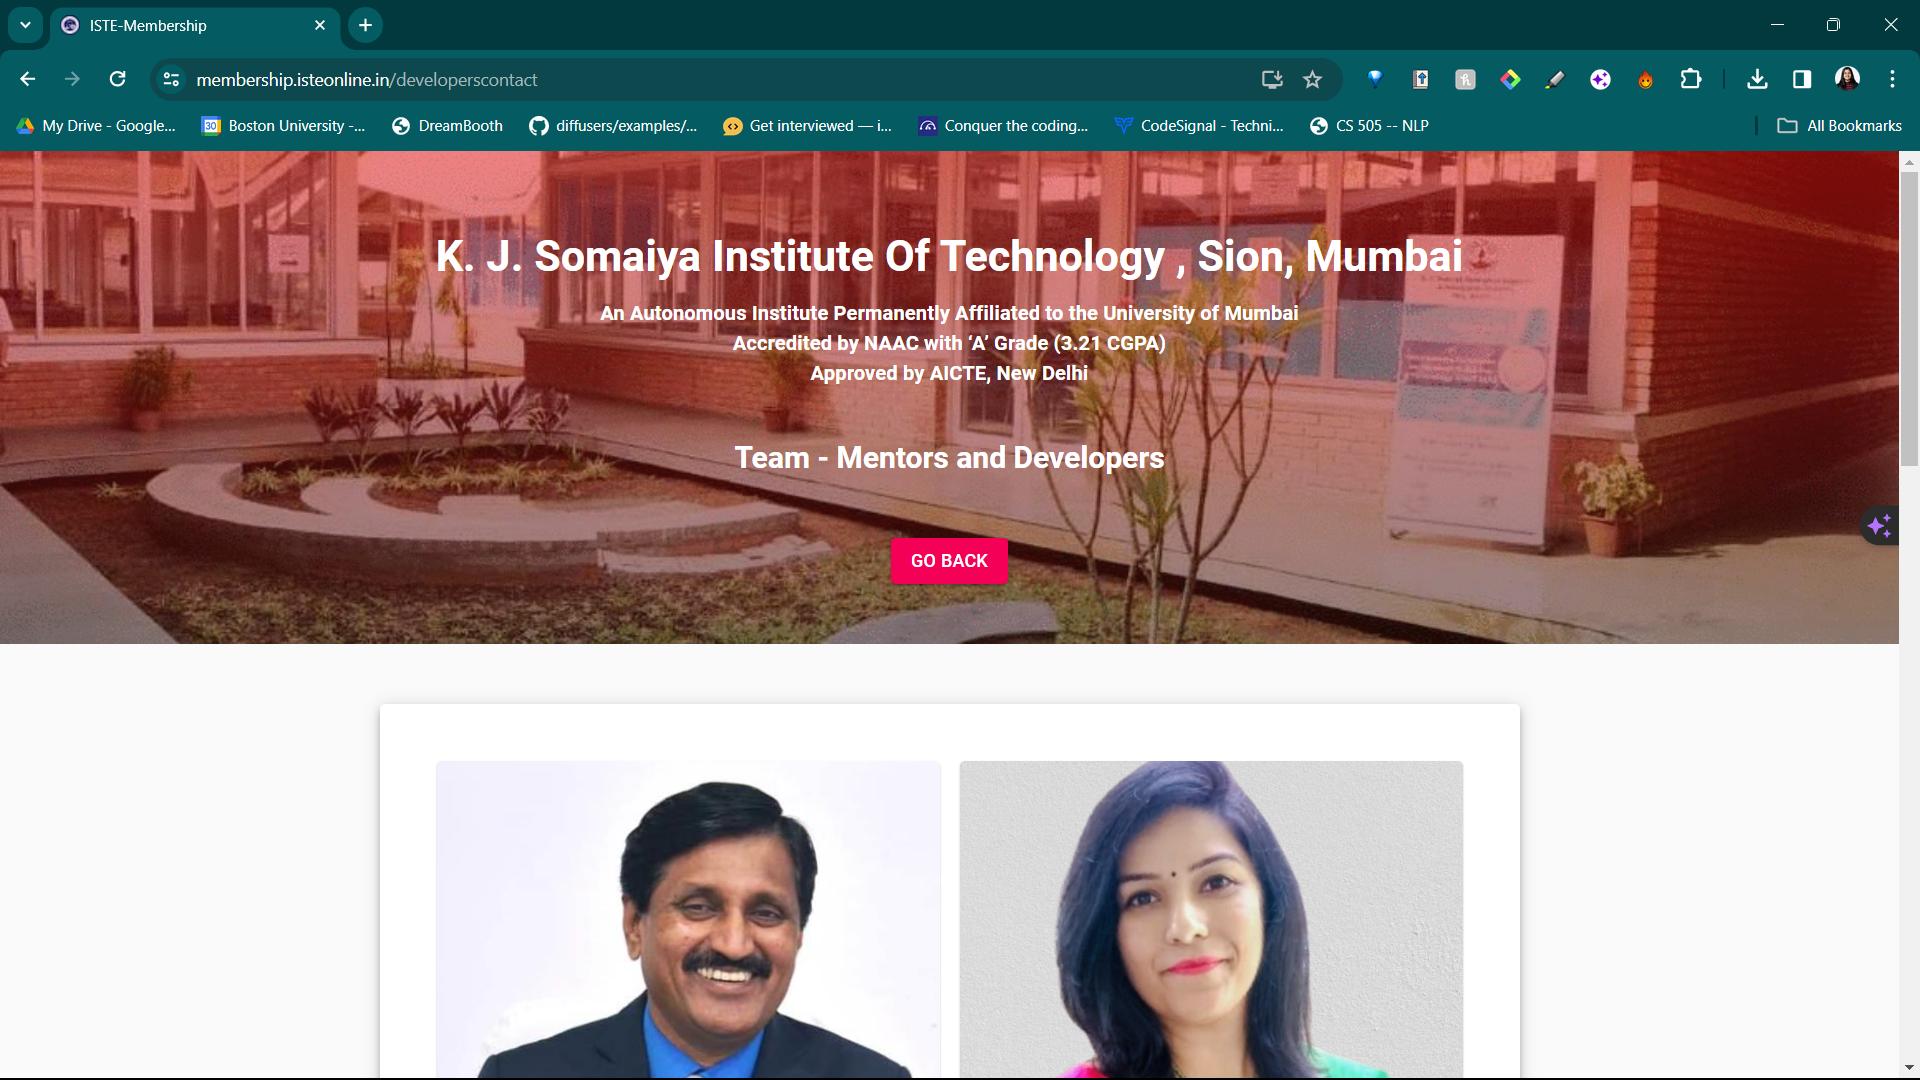 ISTE-Membership
membership.isteonline.in/developerscontact
My Drive - Google...
30
Boston University -...
DreamBooth
diffusers/examples/...
Get interviewed — i...
Conquer the coding...
CodeSignal - Techni...
CS 505 -- NLP
All Bookmarks
K. J. Somaiya Institute Of Technology , Sion, Mumbai
An Autonomous Institute Permanently Affiliated to the University of Mumbai
Accredited by NAAC with ‘A’ Grade (3.21 CGPA)
Approved by AICTE, New Delhi
Team - Mentors and Developers
GO BACK